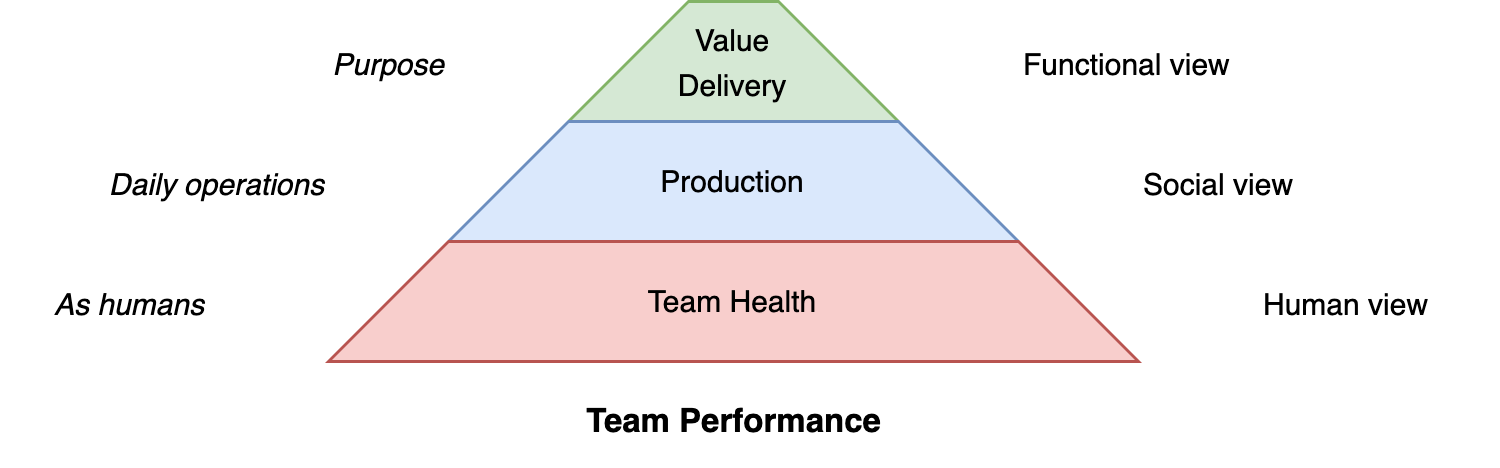 Value
Purpose
Functional view
Delivery
Daily operations
Production
Social view
As humans
Team Health
Human view
Team Performance